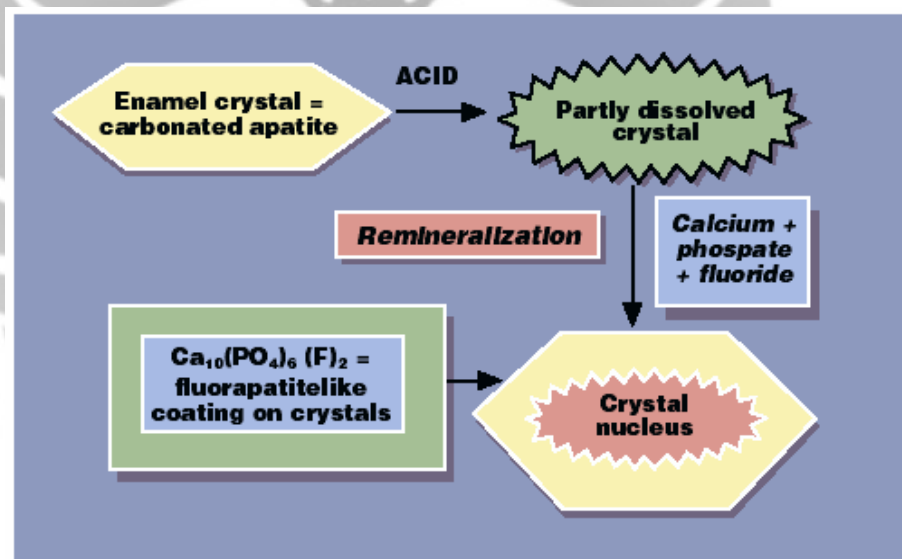 Enamel crystal =
carbonated apatite
ACID
Partly dissolved
crystal
Remineralization
Calcium +
phospate
+ fluoride
Ca₁₀(PO₄)₆ (F)₂ =
fluorapatitelike
coating on crystals
Crystal
nucleus